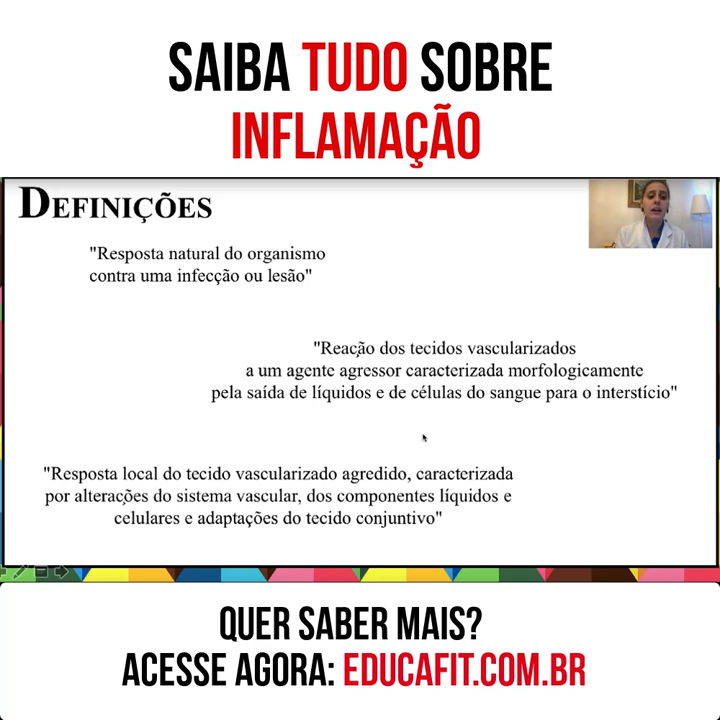 SAIBA TUDO SOBRE
INFLAMAÇÃO
DEFINIÇÕES
"Resposta natural do organismo
contra uma infecção ou lesão"
"Reação dos tecidos vascularizados
a um agente agressor caracterizada morfologicamente
pela saída de líquidos e de células do sangue para o interstício"
"Resposta local do tecido vascularizado agredido, caracterizada
por alterações do sistema vascular, dos componentes líquidos e
celulares e adaptações do tecido conjuntivo"
QUER SABER MAIS?
ACESSE AGORA: EDUCAFIT.COM.BR